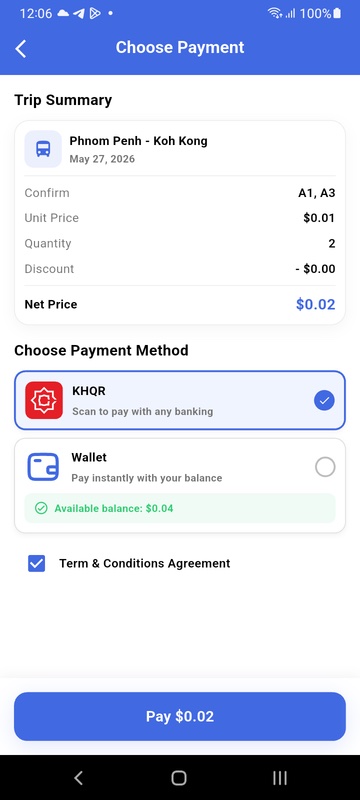 12:06 100%
Choose Payment
Trip Summary
Phnom Penh - Koh Kong
May 27, 2026
Confirm A1, A3
Unit Price $0.01
Quantity 2
Discount - $0.00
Net Price $0.02
Choose Payment Method
KHQR
Scan to pay with any banking
Wallet
Pay instantly with your balance
Available balance: $0.04
Term & Conditions Agreement
Pay $0.02